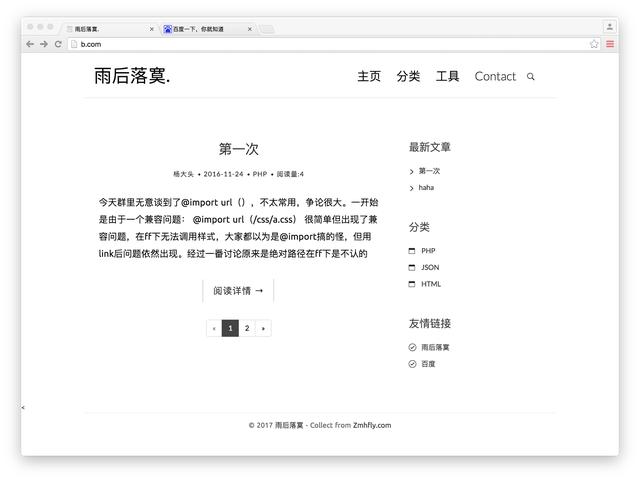 雨后落寞.
百度一下，你就知道
b.com
雨后落寞.
主页 分类 工具 Contact
第一次
杨大头 • 2016-11-24 • PHP • 阅读量:4
今天群里无意谈到了@import url（），不太常用，争论很大。一开始
是由于一个兼容问题： @import url（/css/a.css） 很简单但出现了兼
容问题，在ff下无法调用样式，大家都以为是@import搞的怪，但用
link后问题依然出现。经过一番讨论原来是绝对路径在ff下是不认的
阅读详情 →
« 1 2 »
最新文章
第一次
haha
分类
PHP
JSON
HTML
友情链接
雨后落寞
百度
<
© 2017 雨后落寞 - Collect from Zmhfly.com